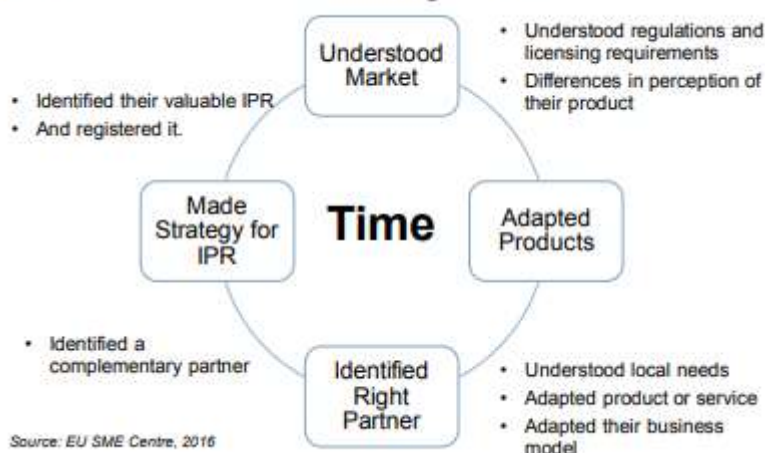 Understood
Market
• Understood regulations and
licensing requirements
• Differences in perception of
their product
• Identified their valuable IPR
• And registered it.
Made
Strategy for
IPR
Time
Adapted
Products
• Identified a
complementary partner
Identified
Right
Partner
• Understood local needs
• Adapted product or service
• Adapted their business
model
Source: EU SME Centre, 2016